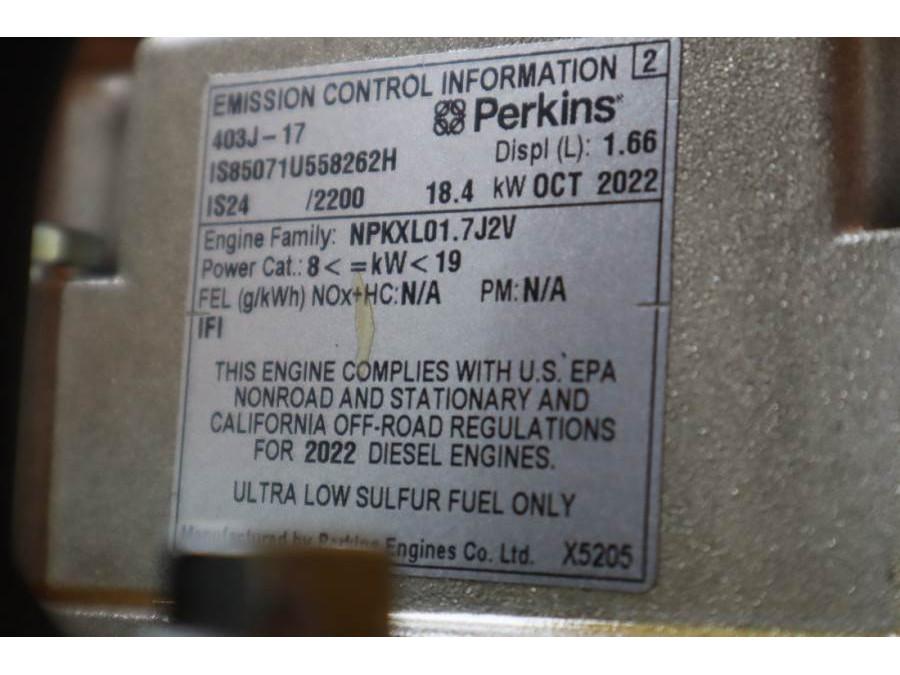 EMISSION CONTROL INFORMATION 2
403J-17 Perkins
IS85071U558262H Displ (L): 1.66
IS24 /2200 18.4 kW OCT 2022
Engine Family: NPKXL01.7J2V
Power Cat.: 8 < =kW < 19
FEL (g/kWh) NOx+HC: N/A PM: N/A
IFI
THIS ENGINE COMPLIES WITH U.S. EPA
NONROAD AND STATIONARY AND
CALIFORNIA OFF-ROAD REGULATIONS
FOR 2022 DIESEL ENGINES.
ULTRA LOW SULFUR FUEL ONLY
Manufactured by Perkins Engines Co. Ltd. X5205